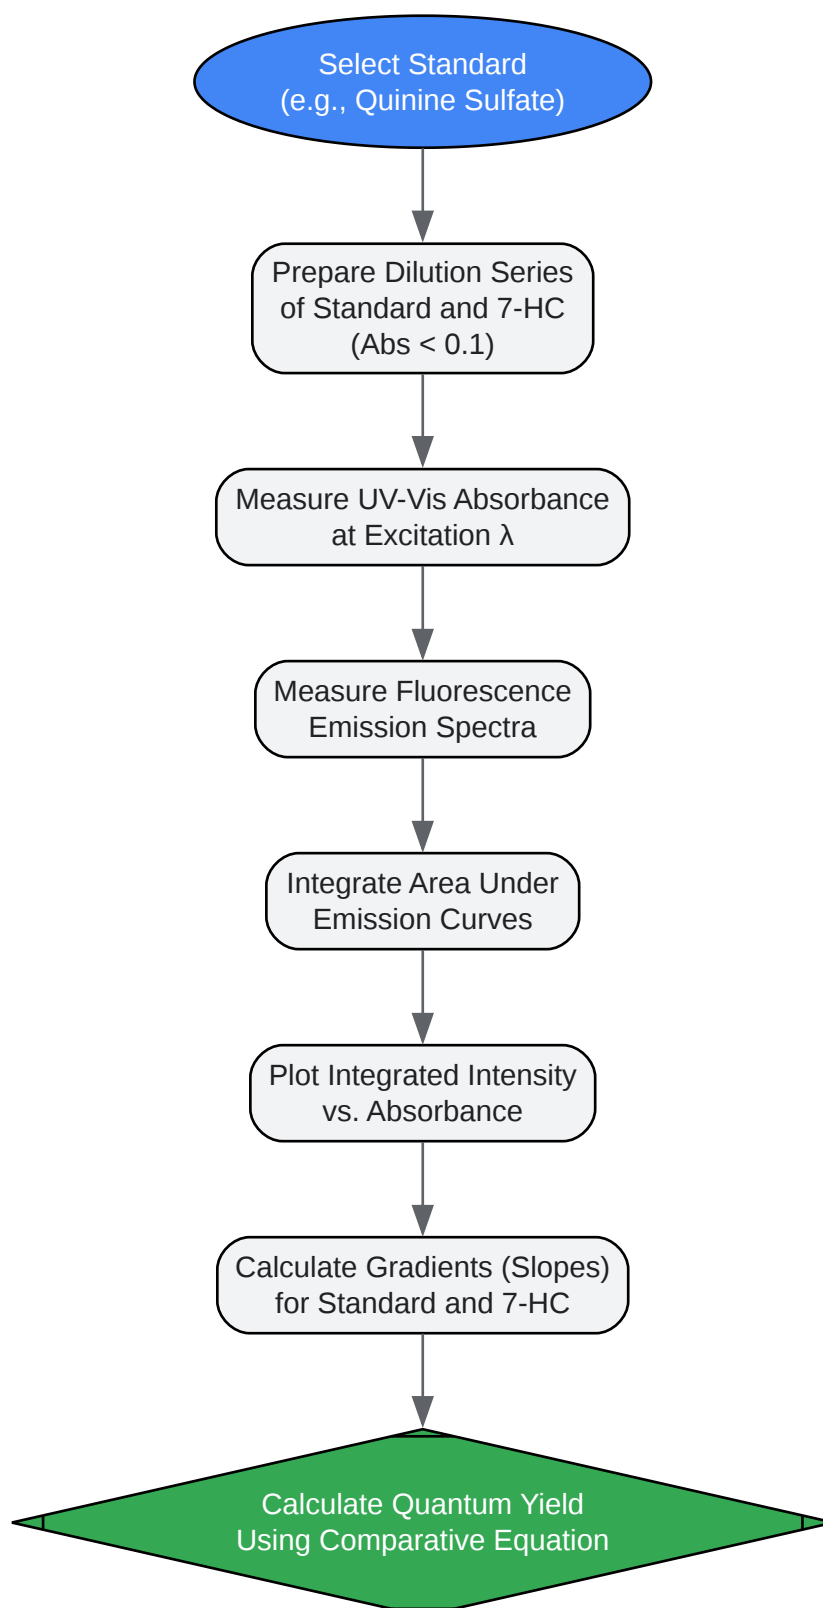 Select Standard
(e.g., Quinine Sulfate)
Prepare Dilution Series
of Standard and 7-HC
(Abs < 0.1)
Measure UV-Vis Absorbance
at Excitation λ
Measure Fluorescence
Emission Spectra
Integrate Area Under
Emission Curves
Plot Integrated Intensity
vs. Absorbance
Calculate Gradients (Slopes)
for Standard and 7-HC
Calculate Quantum Yield
Using Comparative Equation